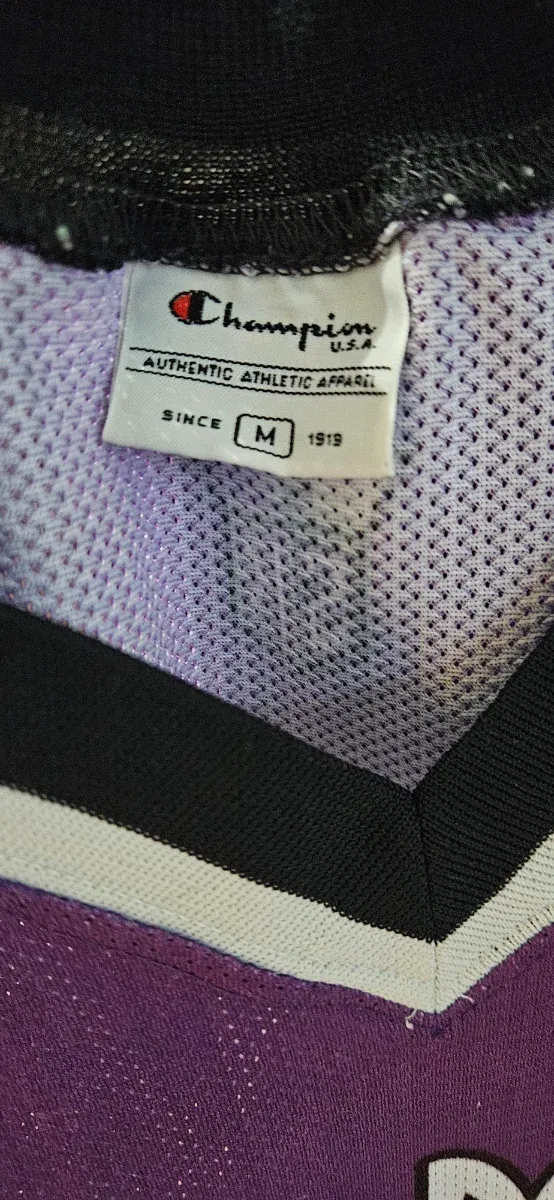 Champion
U.S.A.
AUTHENTIC ATHLETIC APPAREL
SINCE M 1919